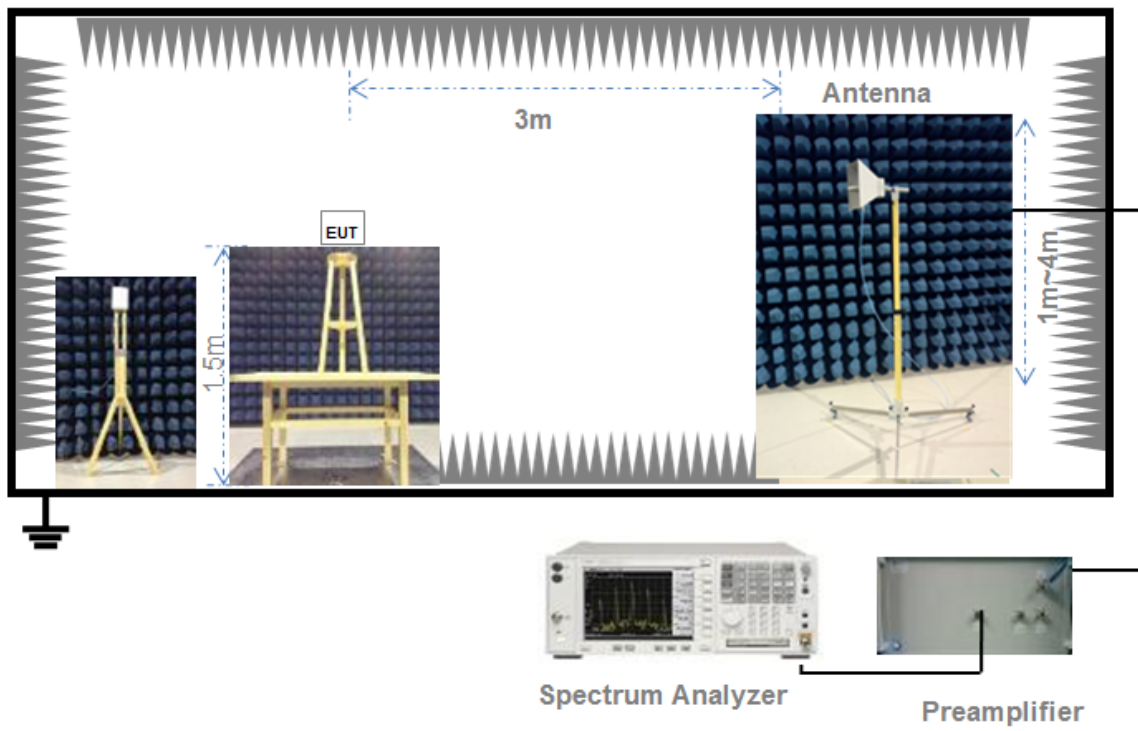 Antenna
3m
EUT
1.5m
1m~4m
Spectrum Analyzer
Preamplifier